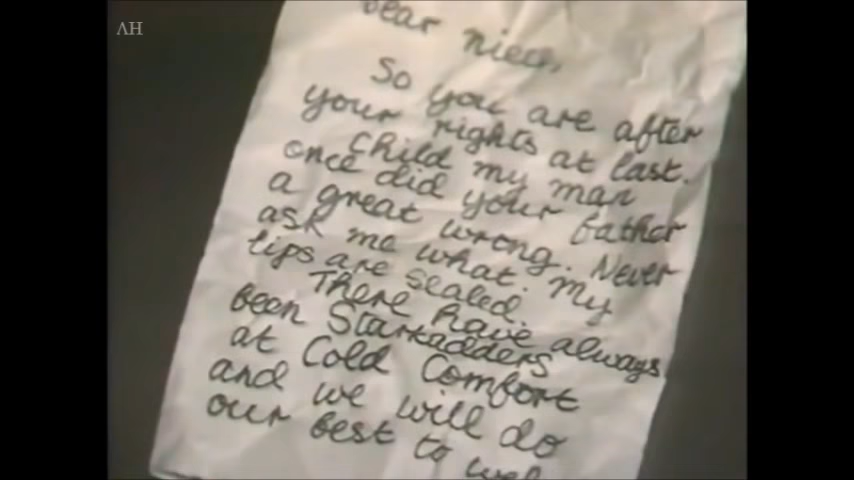 ΛH
Dear niece,
So you are after
your rights at last.
Child my man
once did your father
a great wrong. Never
ask me what. My
lips are sealed.
There have always
been Starkadders
at Cold Comfort
and we will do
our best to wel